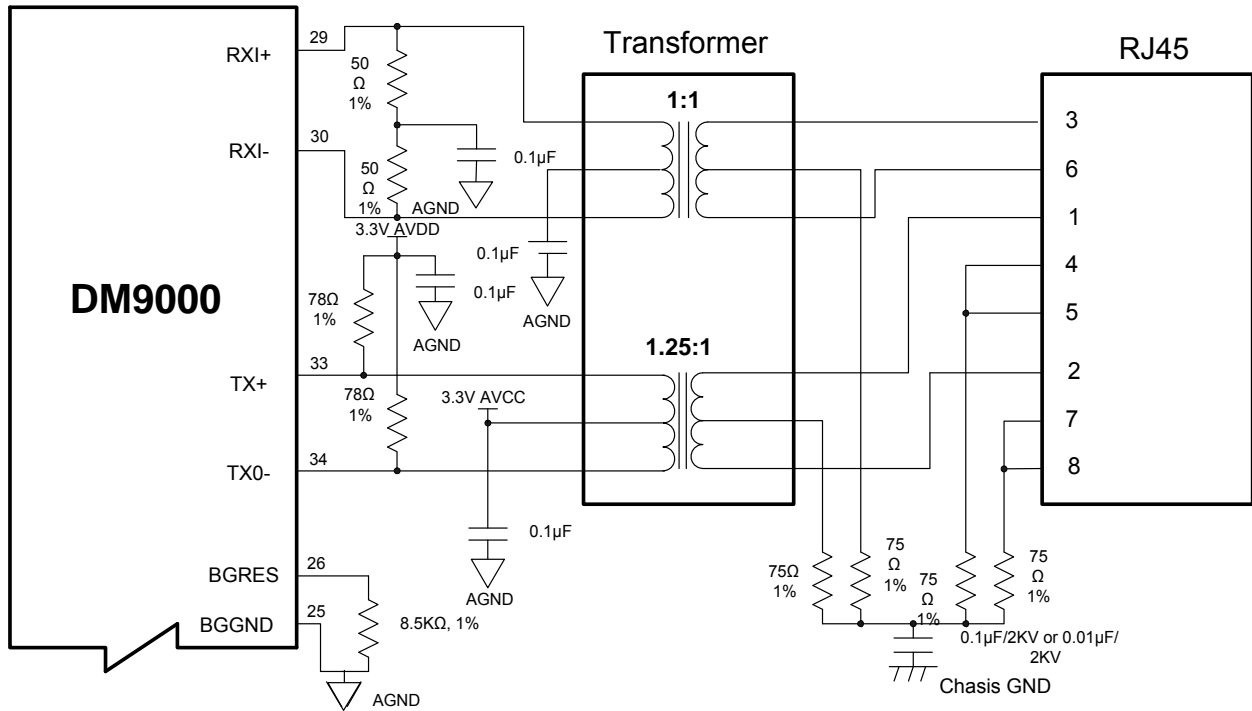 Transformer
RJ45
DM9000
RXI+
29
50
Ω
1%
RXI-
30
50
Ω
1%
0.1µF
AGND
3.3V AVDD
0.1µF
AGND
0.1µF
AGND
78Ω
1%
TX+
33
78Ω
1%
3.3V AVCC
TX0-
34
0.1µF
AGND
BGRES
26
BGGND
25
8.5KΩ, 1%
AGND
1:1
1.25:1
3
6
1
4
5
2
7
8
75Ω
1%
75
Ω
1%
75
Ω
1%
75
Ω
1%
0.1µF/2KV or 0.01µF/
2KV
Chasis GND